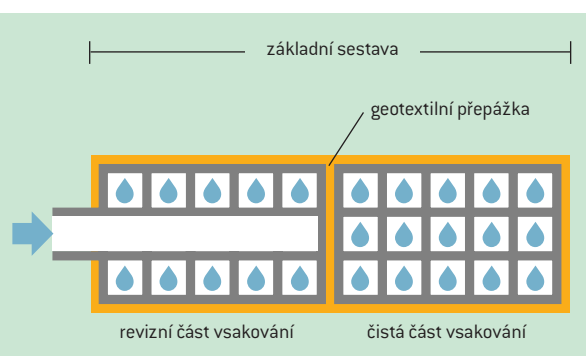 základní sestava
geotextilní přepážka
revizní část vsakování
čistá část vsakování